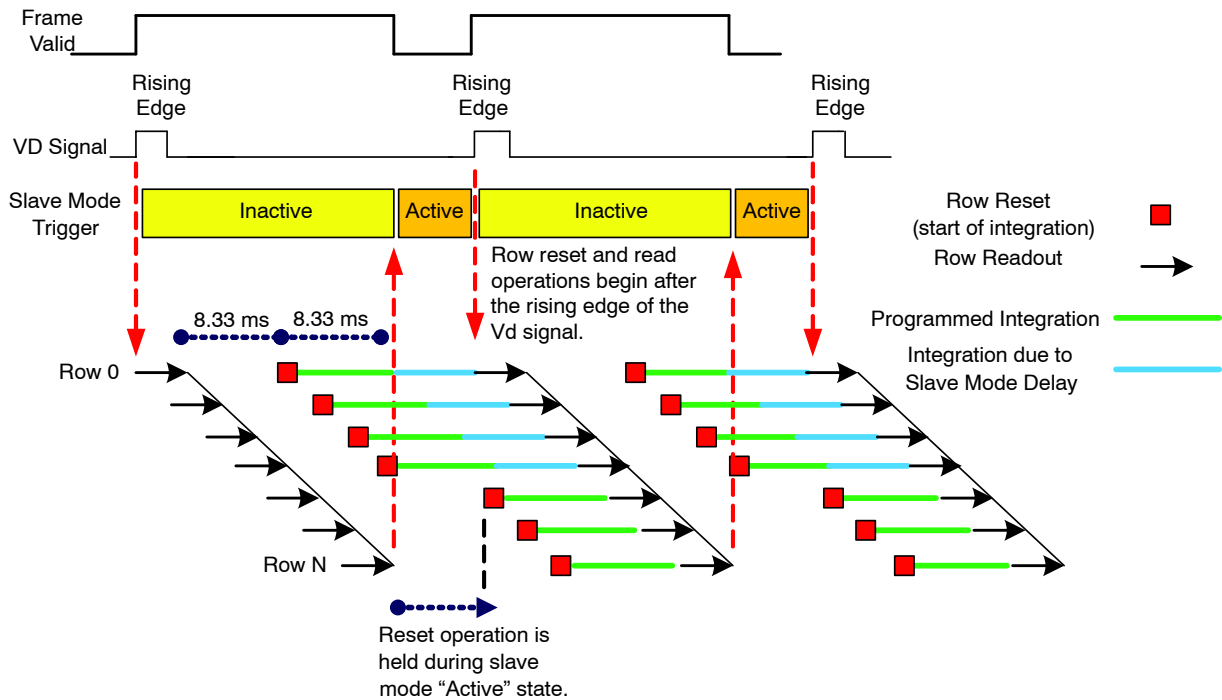 Frame
Valid
Rising
Edge
Rising
Edge
Rising
Edge
VD Signal
Slave Mode
Trigger
Inactive
Active
Inactive
Active
Row Reset
(start of integration)
Row Readout
Programmed Integration
Integration due to
Slave Mode Delay
Row reset and read
operations begin after
the rising edge of the
Vd signal.
8.33 ms
8.33 ms
Row 0
Row N
Reset operation is
held during slave
mode “Active” state.